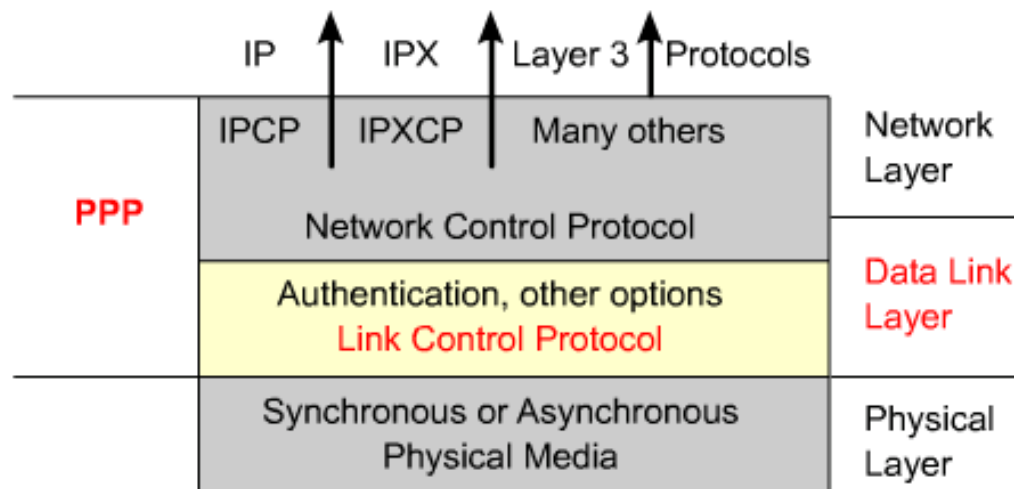 IP IPX Layer 3 Protocols
IPCP IPXCP Many others
Network
Layer
PPP
Network Control Protocol
Authentication, other options
Link Control Protocol
Data Link
Layer
Synchronous or Asynchronous
Physical Media
Physical
Layer